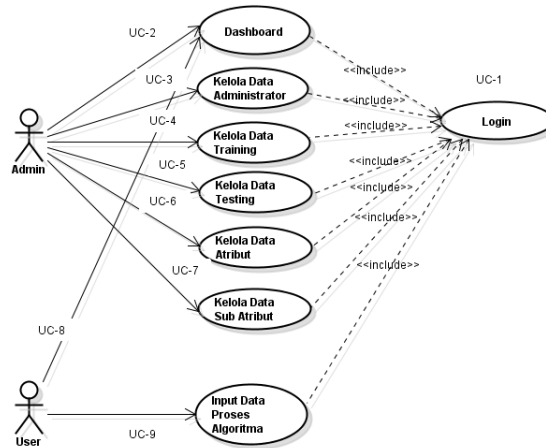 UC-2
Dashboard
<<include>>
UC-3
Kelola Data
Administrator
<<include>>
UC-1
Login
UC-4
Kelola Data
Training
<<include>>
Admin
UC-5
Kelola Data
Testing
<<include>>
UC-6
Kelola Data
Atribut
<<include>>
UC-7
Kelola Data
Sub Atribut
<<include>>
UC-8
<<include>>
User
UC-9
Input Data
Proses
Algoritma